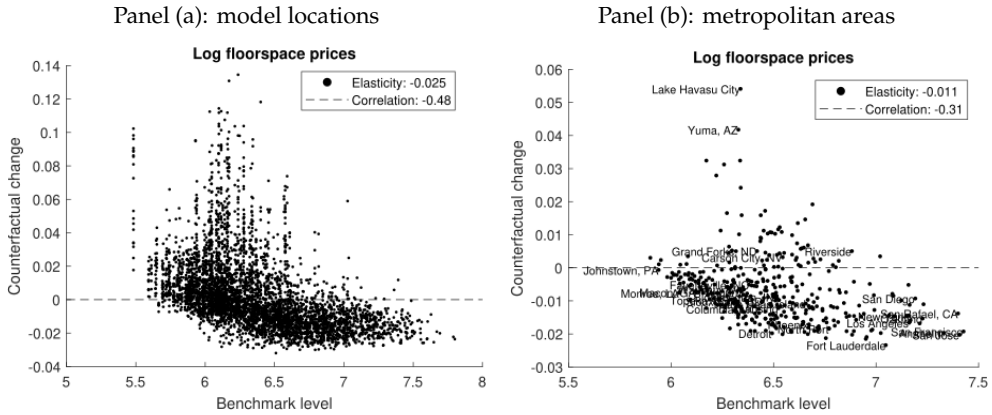 Panel (a): model locations
Log floorspace prices
Elasticity: -0.025
Correlation: -0.48
Counterfactual change
0.14
0.12
0.1
0.08
0.06
0.04
0.02
0
-0.02
-0.04
5 5.5 6 6.5 7 7.5 8
Benchmark level
Panel (b): metropolitan areas
Log floorspace prices
Elasticity: -0.011
Correlation: -0.31
Counterfactual change
0.06
0.05
0.04
0.03
0.02
0.01
0
-0.01
-0.02
-0.03
Lake Havasu City
Yuma, AZ
Grand Forks, ND
Carson City, NV
Riverside
Johnstown, PA
San Diego
San Rafael, CA
Los Angeles
San Francisco
San Jose
Detroit
Fort Lauderdale
5.5 6 6.5 7 7.5
Benchmark level